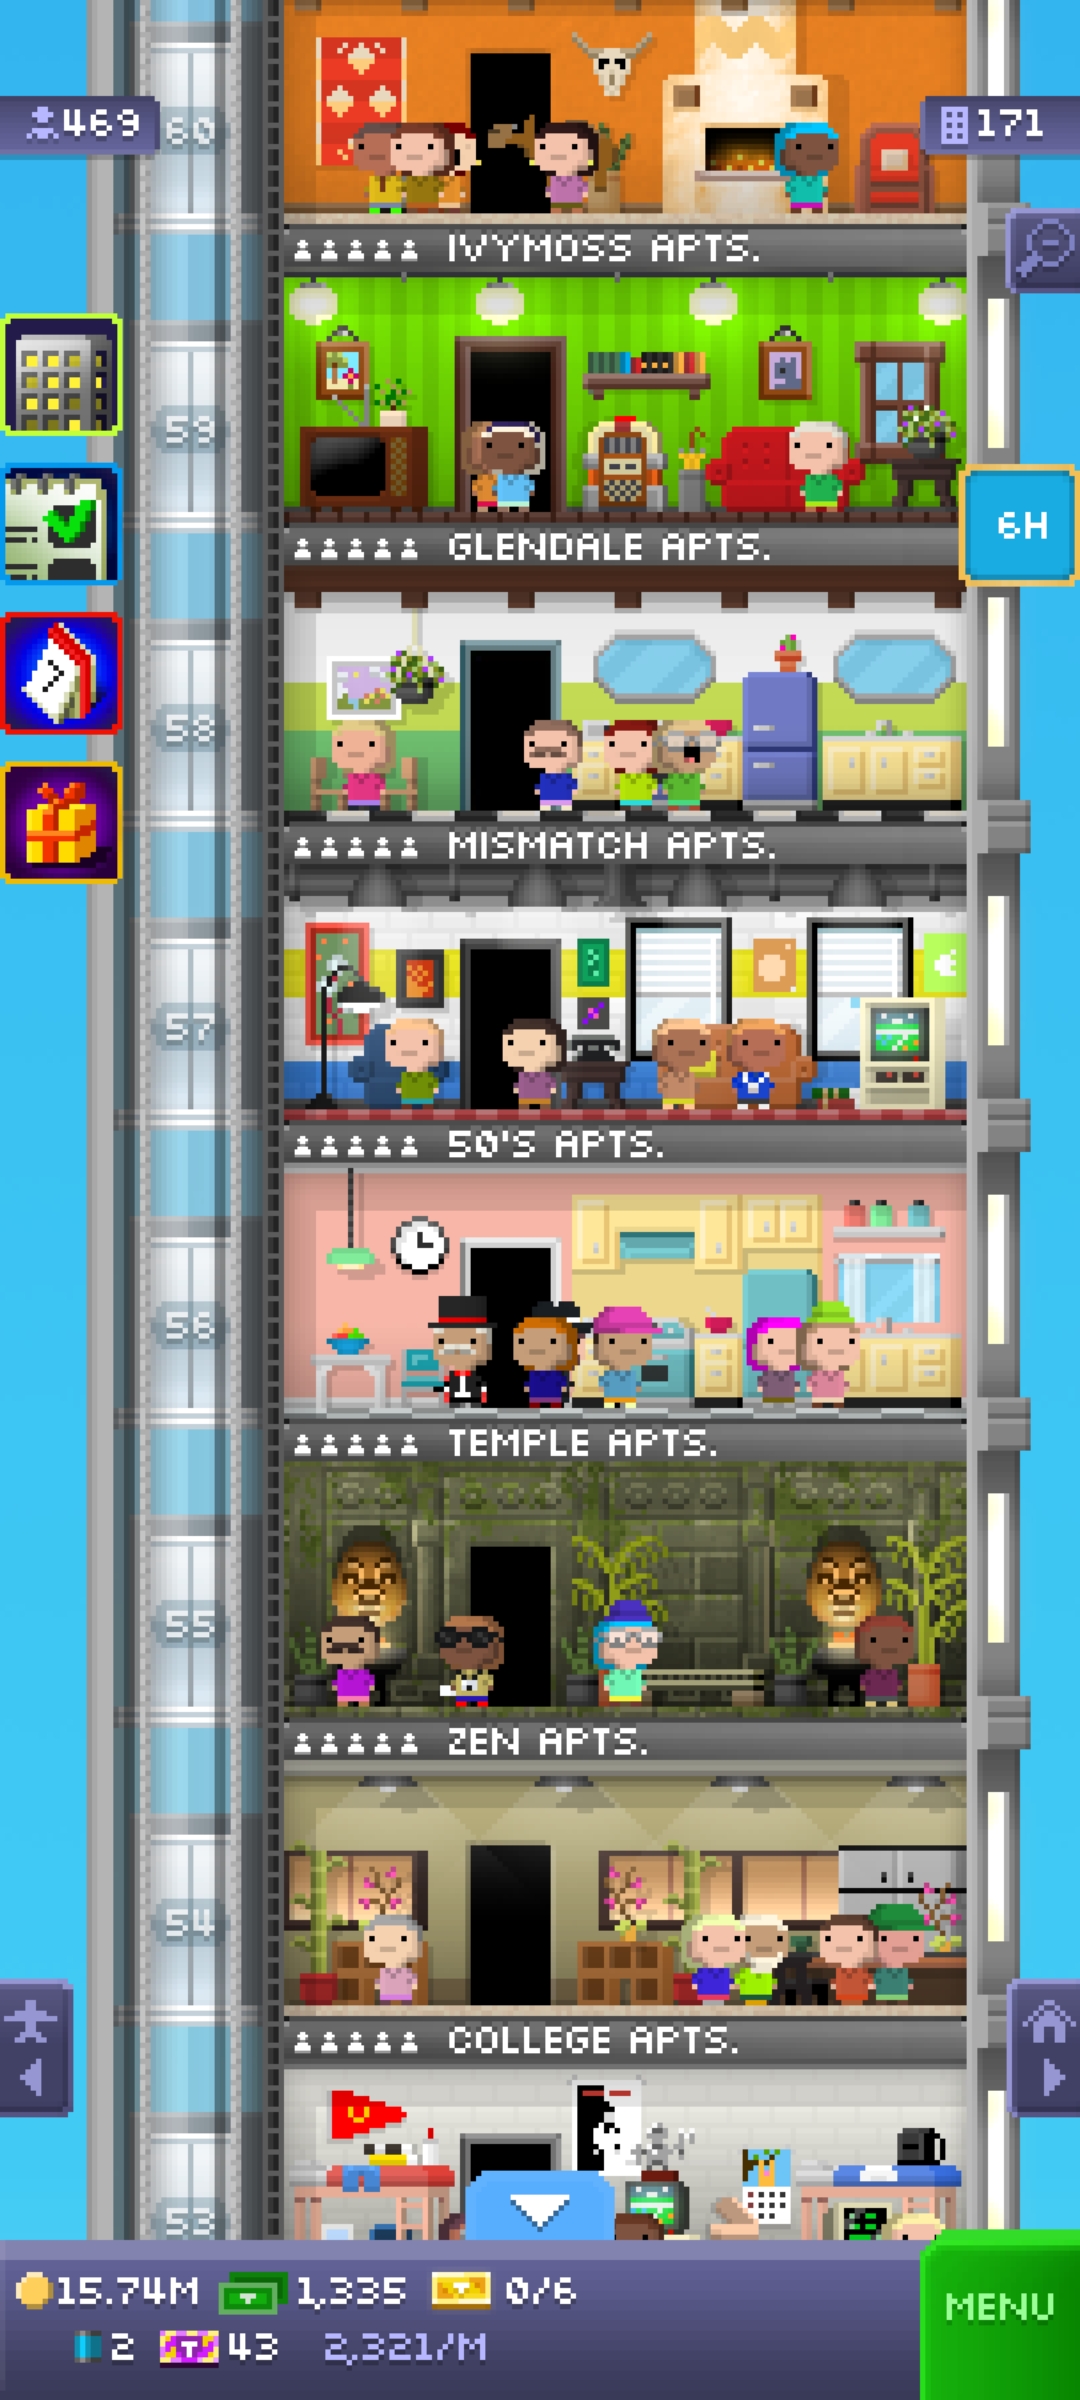 469
171
60
IVYMOSS APTS.
59
6H
GLENDALE APTS.
58
MISMATCH APTS.
57
50'S APTS.
56
TEMPLE APTS.
55
ZEN APTS.
54
COLLEGE APTS.
53
15.74M 1,335 0/6
MENU
2 43 2,321/M